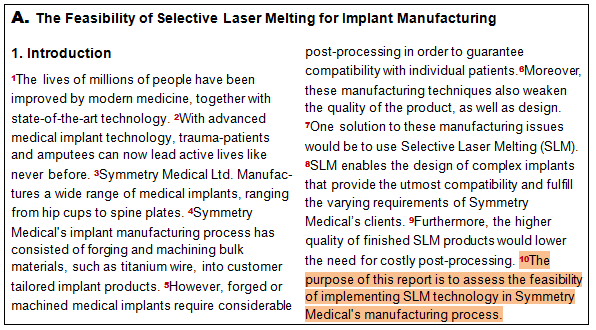 A. The Feasibility of Selective Laser Melting for Implant Manufacturing
1. Introduction
1The lives of millions of people have been
improved by modern medicine, together with
state-of-the-art technology. 2With advanced
medical implant technology, trauma-patients
and amputees can now lead active lives like
never before. 3Symmetry Medical Ltd. Manufac-
tures a wide range of medical implants, ranging
from hip cups to spine plates. 4Symmetry
Medical's implant manufacturing process has
consisted of forging and machining bulk
materials, such as titanium wire, into customer
tailored implant products. 5However, forged or
machined medical implants require considerable
post-processing in order to guarantee
compatibility with individual patients.6Moreover,
these manufacturing techniques also weaken
the quality of the product, as well as design.
7One solution to these manufacturing issues
would be to use Selective Laser Melting (SLM).
8SLM enables the design of complex implants
that provide the utmost compatibility and fulfill
the varying requirements of Symmetry
Medical's clients. 9Furthermore, the higher
quality of finished SLM products would lower
the need for costly post-processing. 10The
purpose of this report is to assess the feasibility
of implementing SLM technology in Symmetry
Medical's manufacturing process.